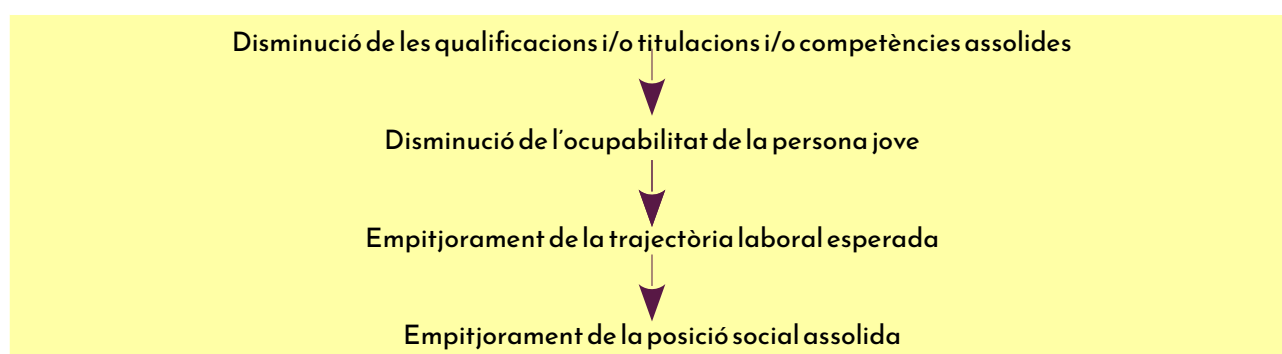 Disminució de les qualificacions i/o titulacions i/o competències assolides
Disminució de l'ocupabilitat de la persona jove
Empitjorament de la trajectòria laboral esperada
Empitjorament de la posició social assolida